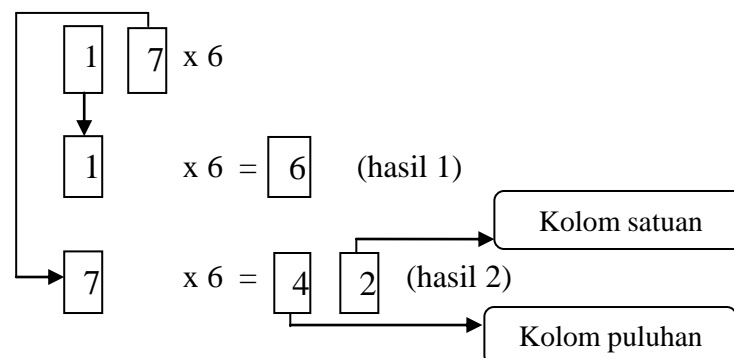 1 7 x 6
1 x 6 = 6 (hasil 1)
Kolom satuan
7 x 6 = 4 2 (hasil 2)
Kolom puluhan